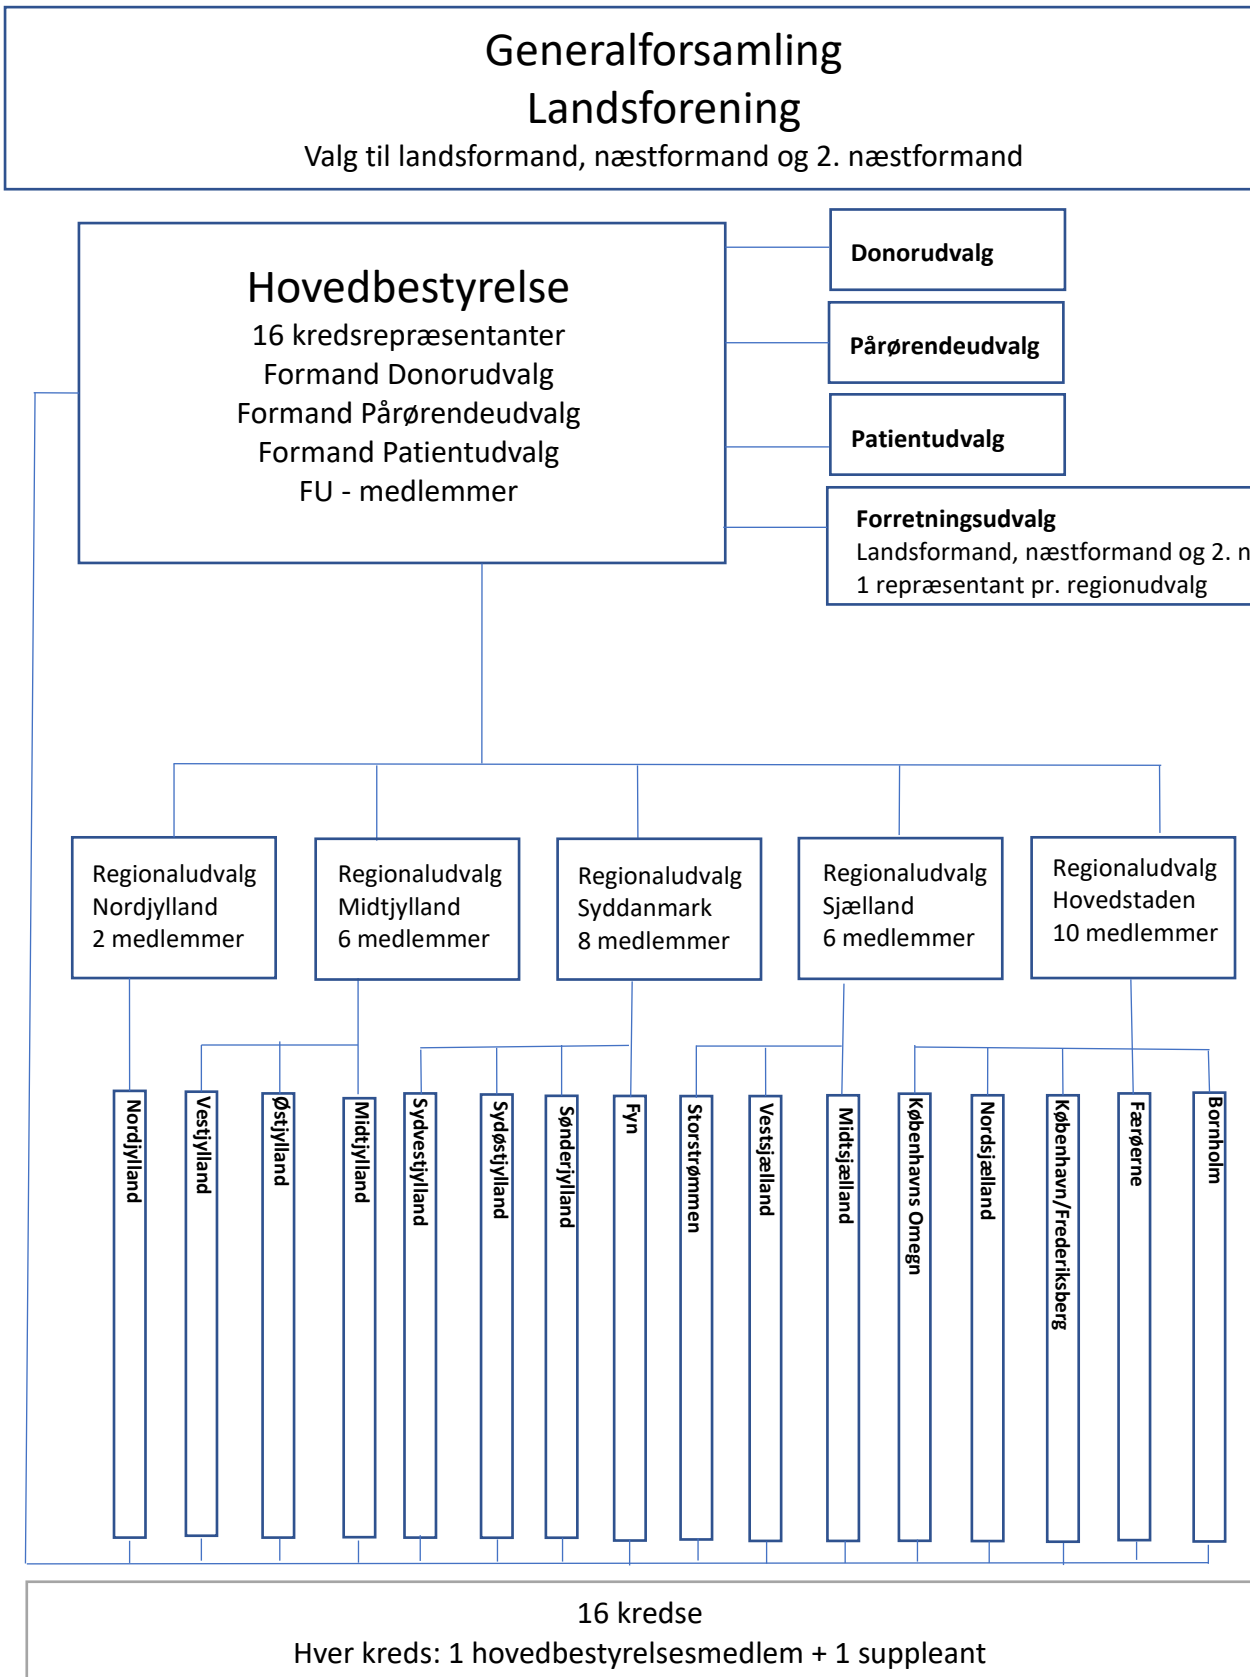 Generalforsamling
Landsforening
Valg til landsformand, næstformand og 2. næstformand
Hovedbestyrelse
16 kredsrepræsentanter
Formand Donorudvalg
Formand Pårørendeudvalg
Formand Patientudvalg
FU - medlemmer
Donorudvalg
Pårørendeudvalg
Patientudvalg
Forretningsudvalg
Landsformand, næstformand og 2. n
1 repræsentant pr. regionudvalg
Regionaludvalg
Nordjylland
2 medlemmer
Regionaludvalg
Midtjylland
6 medlemmer
Regionaludvalg
Syddanmark
8 medlemmer
Regionaludvalg
Sjælland
6 medlemmer
Regionaludvalg
Hovedstaden
10 medlemmer
Nordjylland
Vestjylland
Østjylland
Midtjylland
Sydvestjylland
Sydøstjylland
Sønderjylland
Fyn
Storstrømmen
Vestsjælland
Midtsjælland
Københavns Omegn
Nordsjælland
København/Frederiksberg
Færøerne
Bornholm
16 kredse
Hver kreds: 1 hovedbestyrelsesmedlem + 1 suppleant